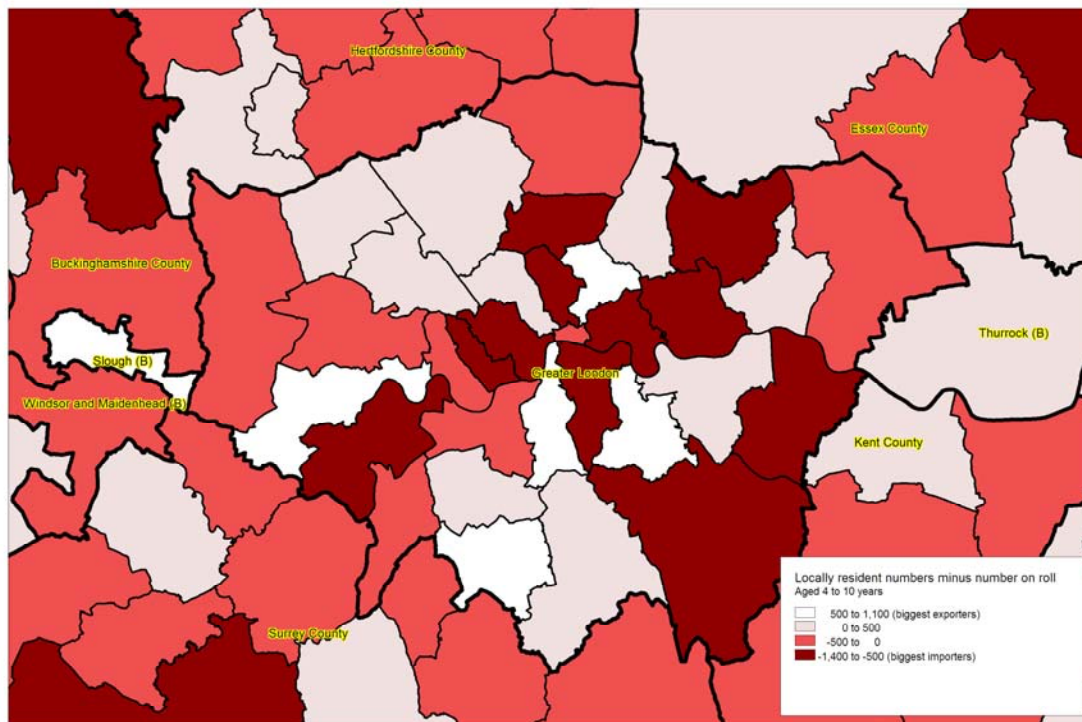 Hertfordshire County
Essex County
Buckinghamshire County
Thurrock (B)
Slough (B)
Greater London
Windsor and Maidenhead (B)
Kent County
Surrey County
Locally resident numbers minus number on roll
Aged 4 to 10 years
500 to 1,100 (biggest exporters)
0 to 500
-500 to 0
-1,400 to -500 (biggest importers)